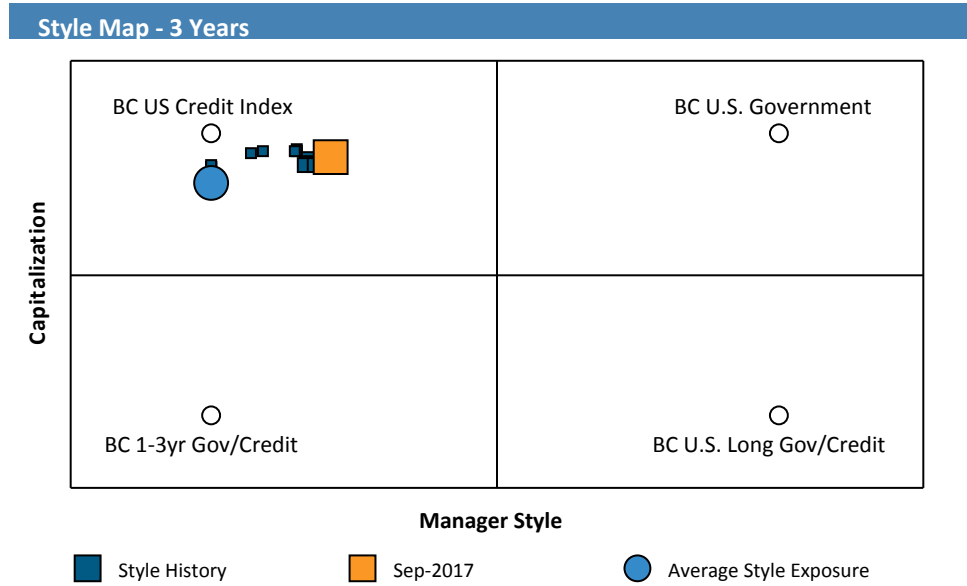 Style Map - 3 Years
BC US Credit Index
BC U.S. Government
Capitalization
BC 1-3yr Gov/Credit
BC U.S. Long Gov/Credit
Manager Style
Style History
Sep-2017
Average Style Exposure